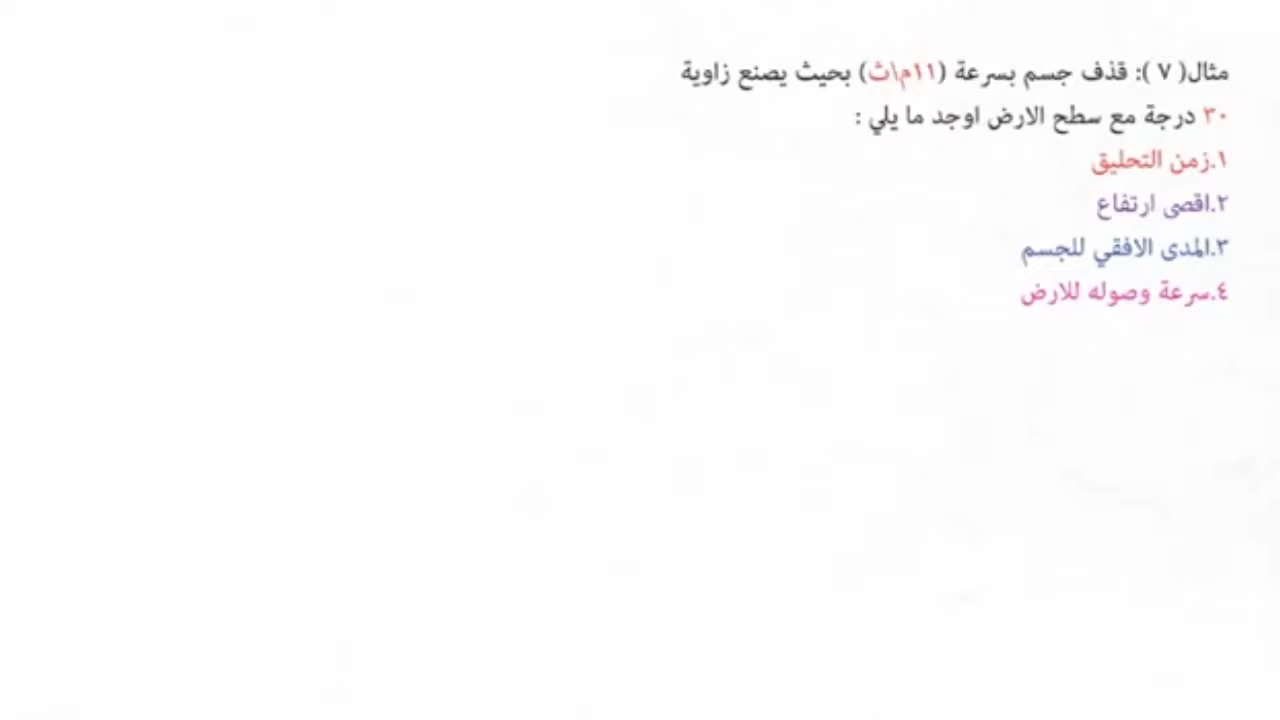 مثال( ٧ ): قذف جسم بسرعة (١١م\ث) بحيث يصنع زاوية
٣٠ درجة مع سطح الارض اوجد ما يلي :
١.زمن التحليق
٢.اقصى ارتفاع
٣.المدى الافقي للجسم
٤.سرعة وصوله للارض